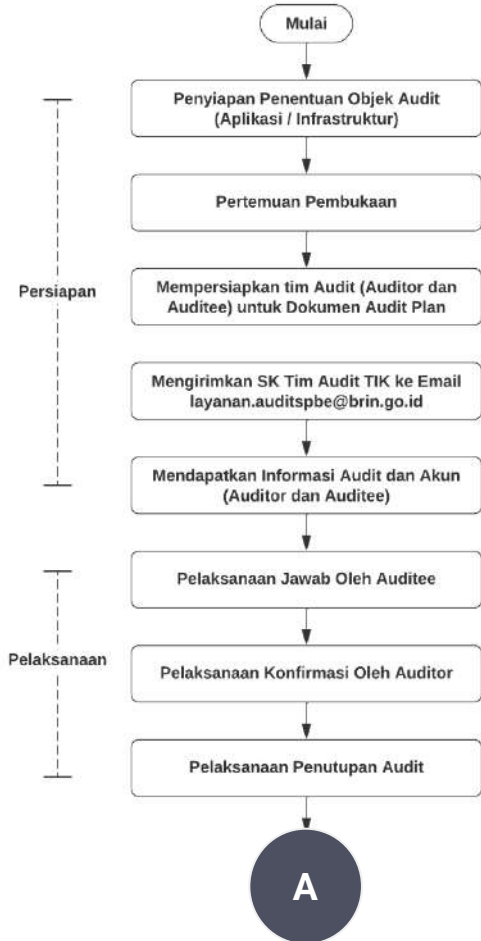 Mulai
Penyiapan Penentuan Objek Audit
(Aplikasi / Infrastruktur)
Pertemuan Pembukaan
Persiapan
Mempersiapkan tim Audit (Auditor dan
Auditee) untuk Dokumen Audit Plan
Mengirimkan SK Tim Audit TIK ke Email
layanan.auditspbe@brin.go.id
Mendapatkan Informasi Audit dan Akun
(Auditor dan Auditee)
Pelaksanaan Jawab Oleh Auditee
Pelaksanaan
Pelaksanaan Konfirmasi Oleh Auditor
Pelaksanaan Penutupan Audit
A